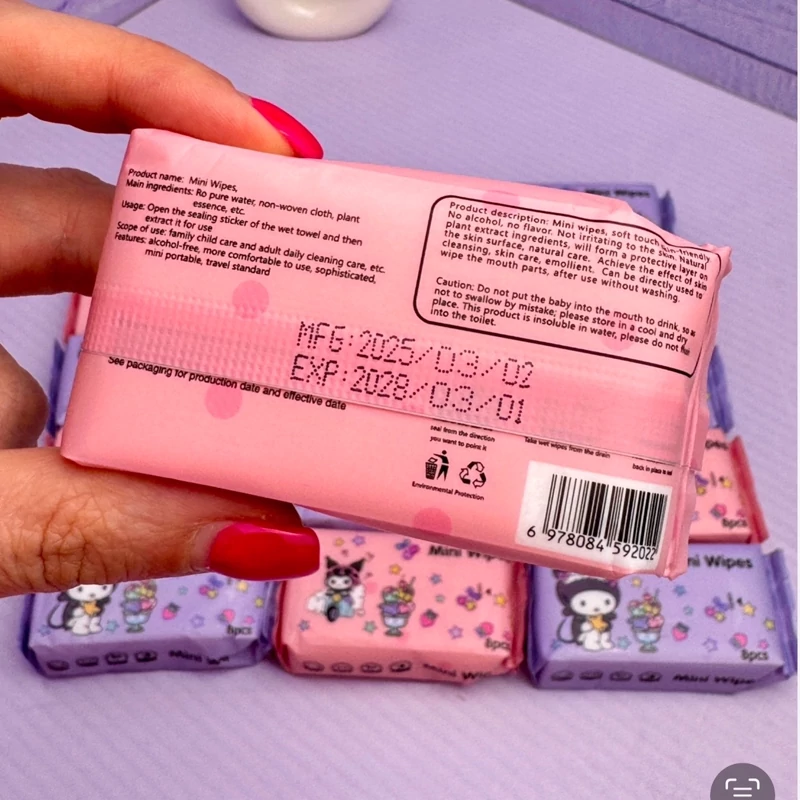 Product name: Mini Wipes,
Main ingredients: Ro pure water, non-woven cloth, plant
essence, etc.
Usage: Open the sealing sticker of the wet towel and then
extract it for use
Scope of use: family child care and adult daily cleaning care, etc.
Features: alcohol-free, more comfortable to use, sophisticated,
mini portable, travel standard
Product description: Mini wipes, soft touch, skin-friendly
No alcohol, no flavor. Not irritating to the skin. Natural
plant extract ingredients, will form a protective layer on
the skin surface, natural care. Achieve the effect of skin
cleansing, skin care, emollient. Can be directly used to
wipe the mouth parts, after use without washing.
Caution: Do not put the baby into the mouth to drink, so as
not to swallow by mistake; please store in a cool and dry
place. This product is insoluble in water, please do not
into the toilet.
MFG:2025/03/02
EXP:2028/03/01
See packaging for production date and effective date
seal from the direction
you want to point it
Take wet wipes from the drain
back in place to
Environmental Protection
6 978084 592022
Mini Wipes
8pcs
Mini
8pcs
Mini Wipes
8pcs
Mini Wipes
8pcs
Mini Wipes